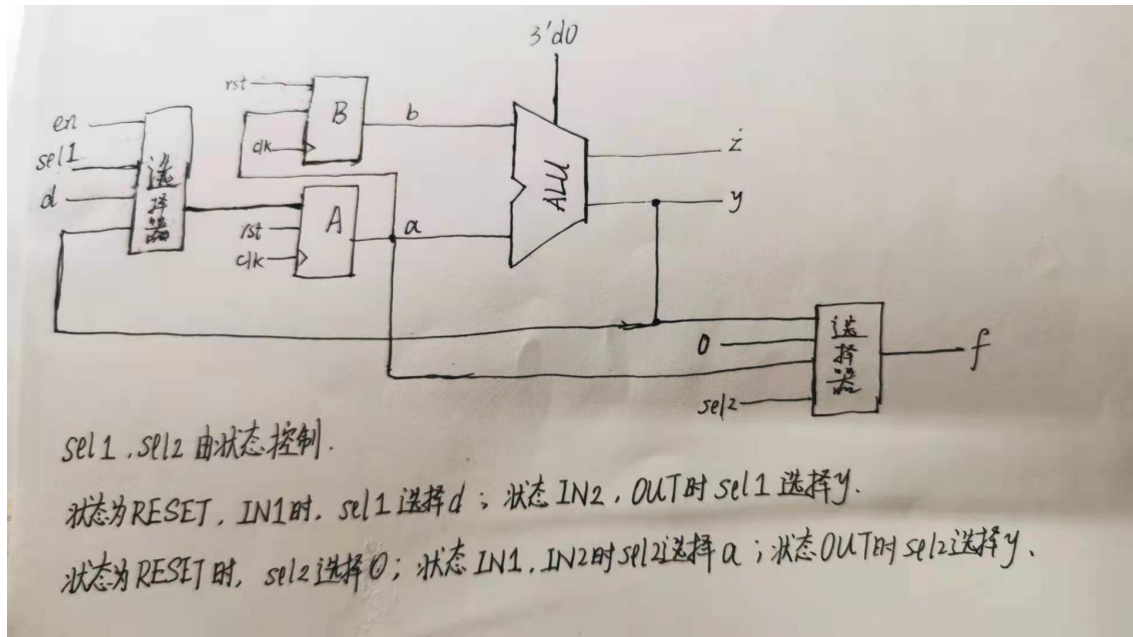 3'd0
rst
B
b
clk
en
sel1
d
选择器
rst
A
a
clk
ALU
z
y
0
sel2
选择器
f
sel1,sel2由状态控制.
状态为RESET,IN1时,sel1选择d;状态IN2,OUT时sel1选择y.
状态为RESET时,sel2选择0;状态IN1,IN2时sel2选择a;状态OUT时sel2选择y.